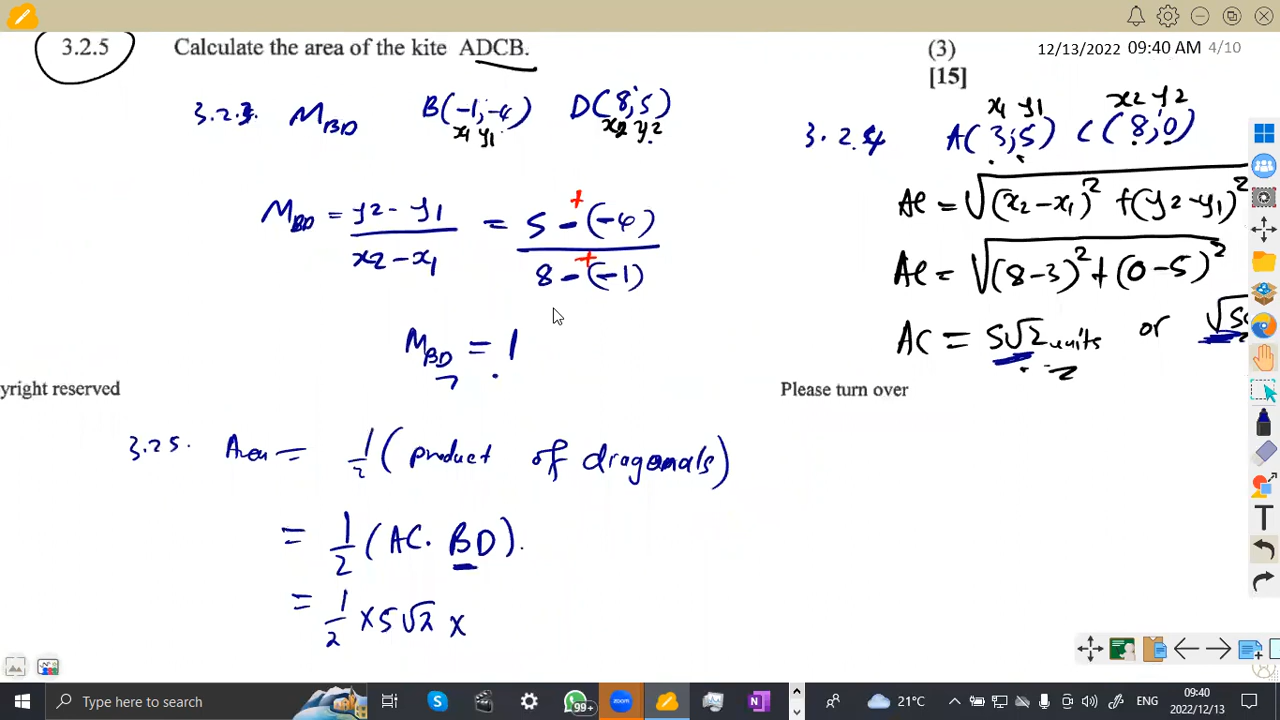 12/13/2022 09:40 AM 4/10
3.2.5 Calculate the area of the kite ADCB. (3)
[15]
3.2.3. MBD B(-1;-4) D(8;5)
x1 y1 x2 y2
MBD = y2 - y1 / x2 - x1 = 5 - + (-4) / 8 - + (-1)
MBD = 1
x1 y1 x2 y2
3.2.4 A(3;5) C(8;0)
AC = √(x2-x1)² + (y2-y1)²
AC = √(8-3)² + (0-5)²
AC = 5√2 units or
yright reserved Please turn over
3.2.5. Area = 1/2 (product of diagonals)
= 1/2 (AC. BD).
= 1/2 x 5√2 x
Type here to search
99+
zoom
21°C
ENG
09:40
2022/12/13